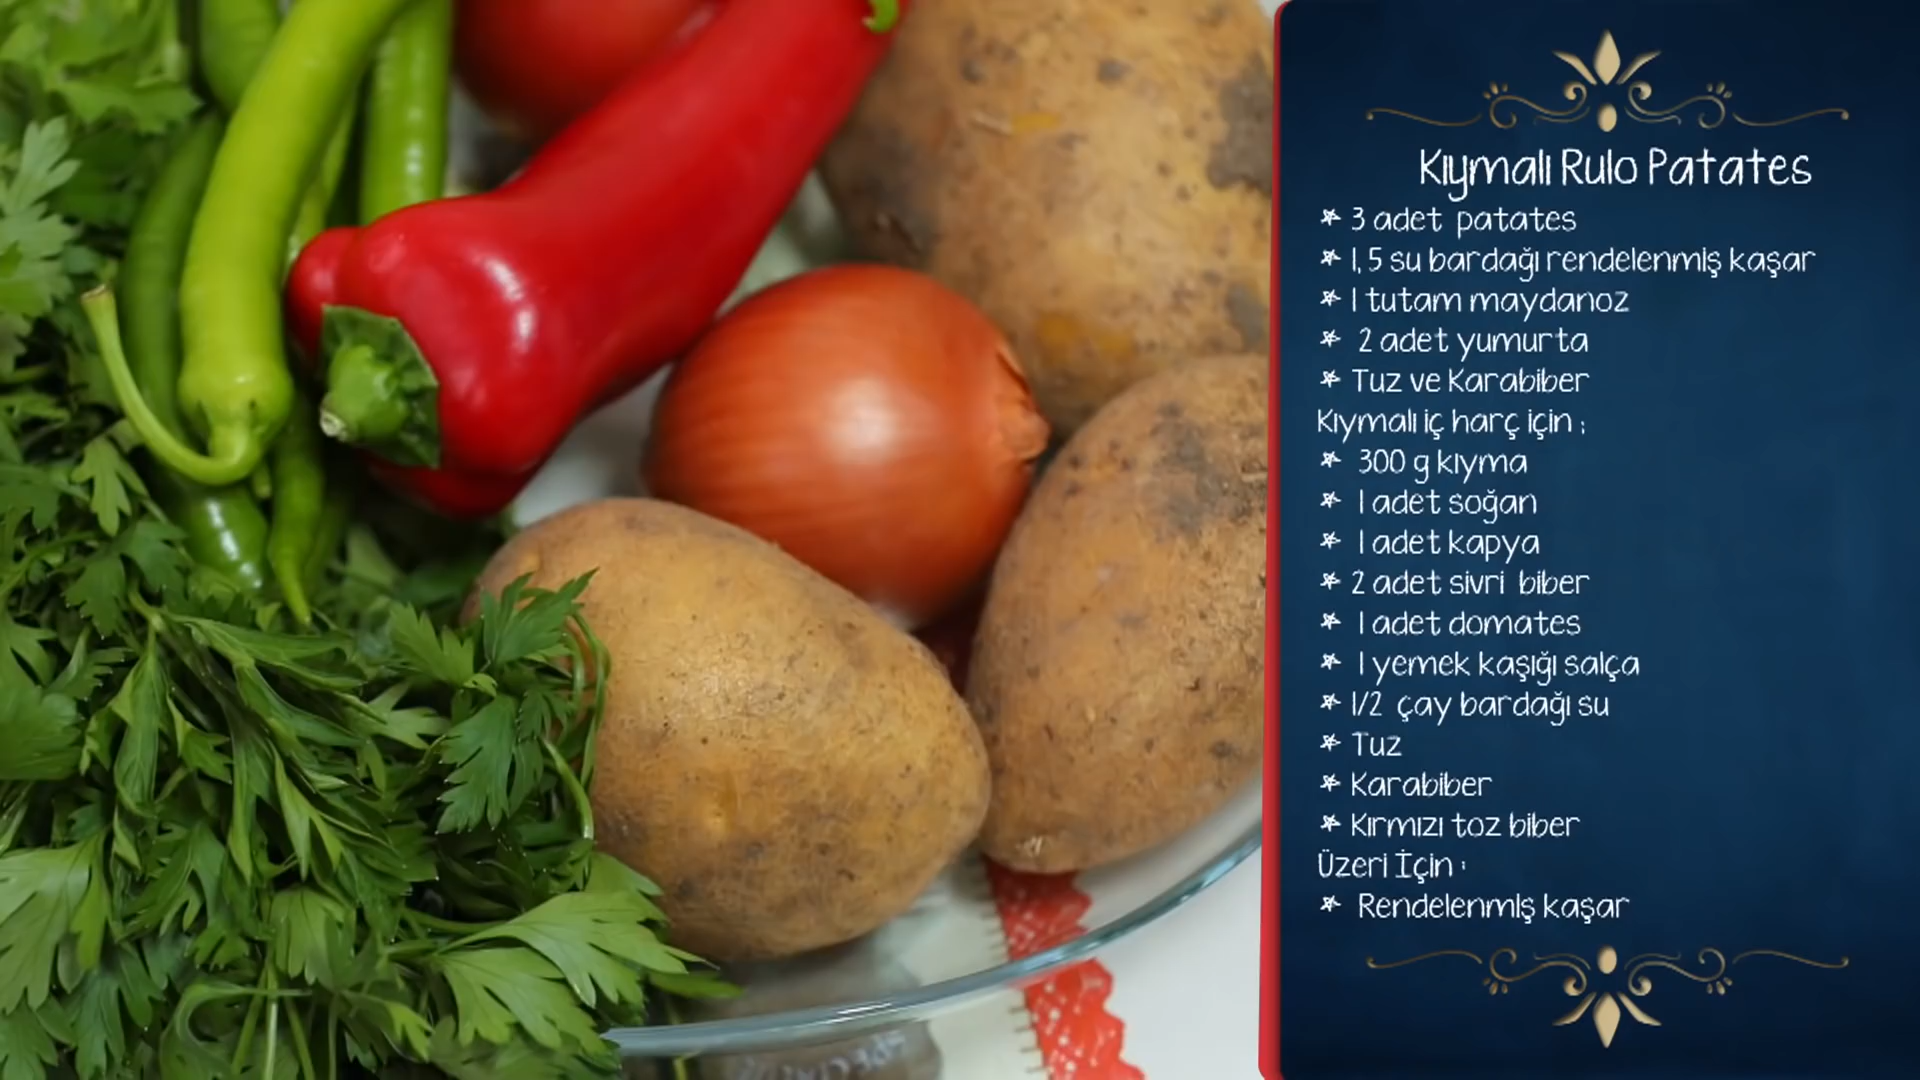 Kıymalı Rulo Patates
* 3 adet patates
* 1,5 su bardağı rendelenmiş kaşar
* 1 tutam maydanoz
* 2 adet yumurta
* Tuz ve Karabiber
Kıymalı iç harç için ;
* 300 g kıyma
* 1 adet soğan
* 1 adet kapya
* 2 adet sivri biber
* 1 adet domates
* 1 yemek kaşığı salça
* 1/2 çay bardağı su
* Tuz
* Karabiber
* Kırmızı toz biber
Üzeri İçin :
* Rendelenmiş kaşar